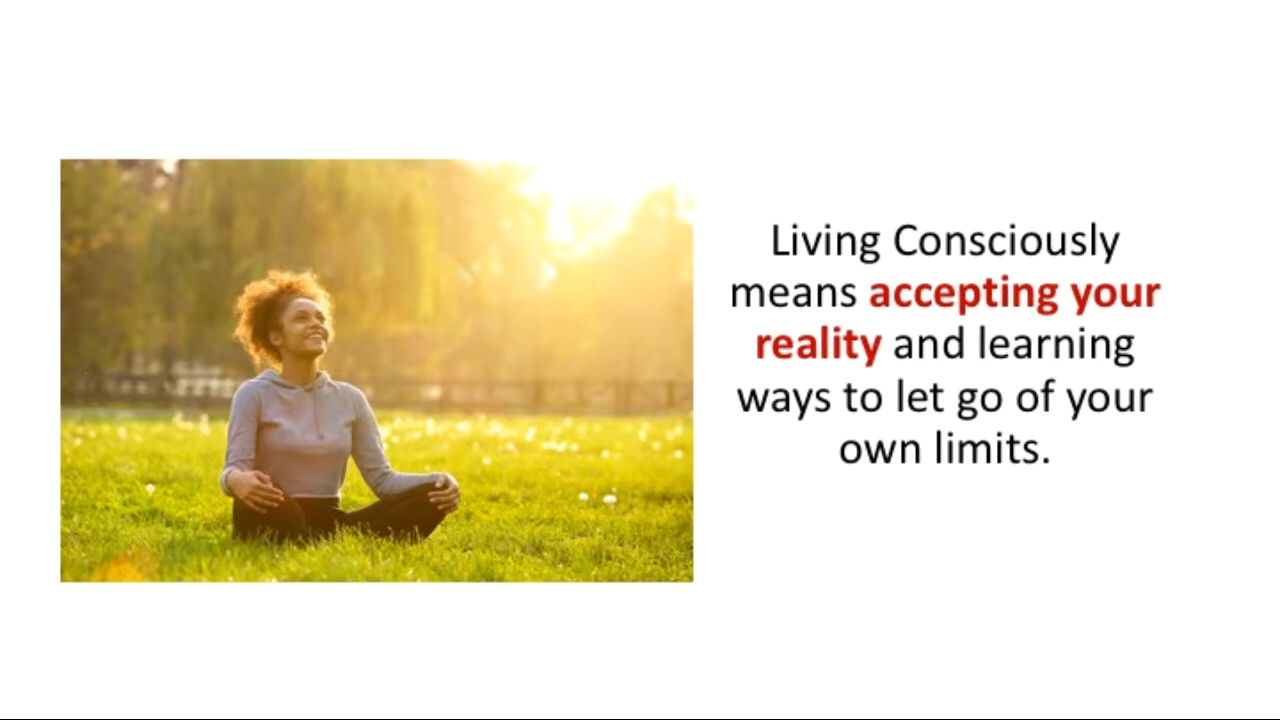 Living Consciously
means accepting your
reality and learning
ways to let go of your
own limits.